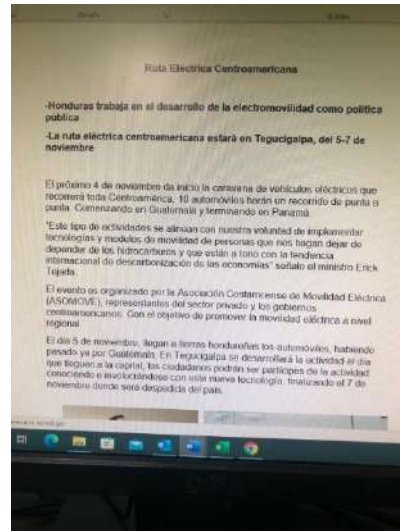 Ruta Eléctrica Centroamericana
-Honduras trabaja en el desarrollo de la electromovilidad como política
pública
-La ruta eléctrica centroamericana estará en Tegucigalpa, del 5-7 de
noviembre
El próximo 4 de noviembre da inicio la caravana de vehículos eléctricos que
recorrerá toda Centroamérica, 10 automóviles harán un recorrido de punta a
punta. Comenzando en Guatemala y terminando en Panamá.
"Este tipo de actividades se alinean con nuestra voluntad de implementar
tecnologías y modelos de movilidad de personas que nos hagan dejar de
depender de los hidrocarburos y que están a tono con la tendencia
internacional de descarbonización de las economías" señalo el ministro Erick
Tejada.
El evento es organizado por la Asociación Costarricense de Movilidad Eléctrica
(ASOMOVE), representantes del sector privado y los gobiernos
centroamericanos. Con el objetivo de promover la movilidad eléctrica a nivel
regional.
El día 5 de noviembre, llegan a tierras hondureñas los automóviles, habiendo
pasado ya por Guatemala. En Tegucigalpa se desarrollará la actividad el día
que lleguen a la capital, los ciudadanos podrán ser partícipes de la actividad
conociendo e involucrándose con esta nueva tecnología, finalizando el 7 de
noviembre donde será despedida del país.